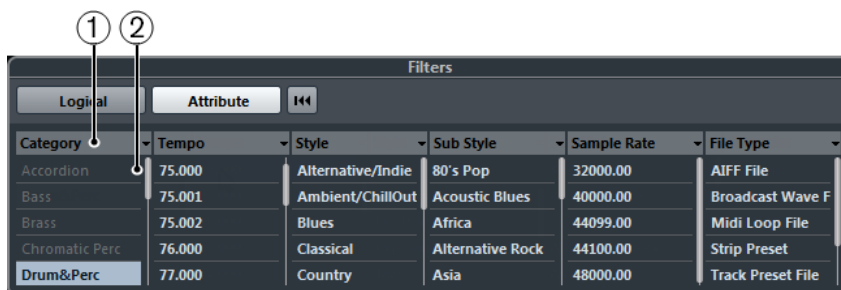 1 2
Filters
Logical Attribute
Category Tempo Style Sub Style Sample Rate File Type
Accordion 75.000 Alternative/Indie 80's Pop 32000.00 AIFF File
Bass 75.001 Ambient/ChillOut Acoustic Blues 40000.00 Broadcast Wave F
Brass 75.002 Blues Africa 44099.00 Midi Loop File
Chromatic Perc 76.000 Classical Alternative Rock 44100.00 Strip Preset
Drum&Perc 77.000 Country Asia 48000.00 Track Preset File